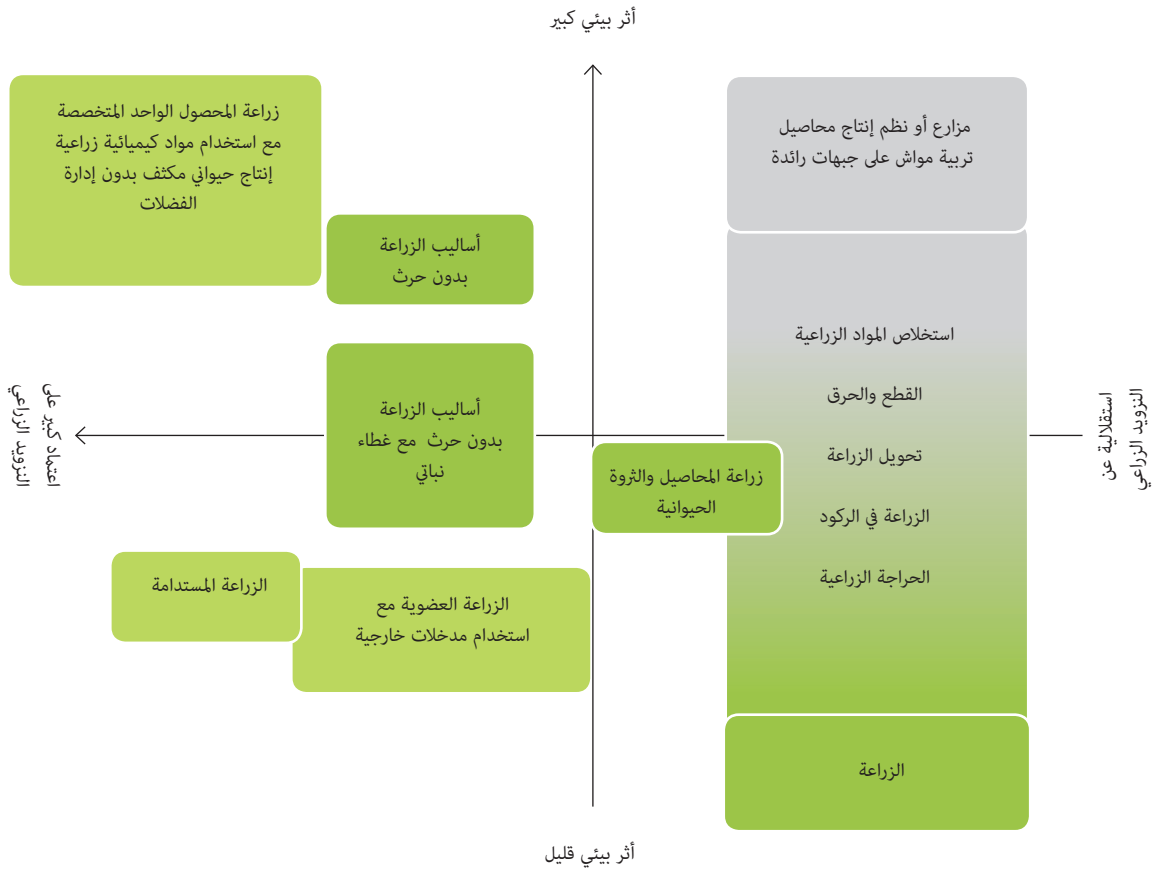 أثر بيئي كبير
مزارع أو نظم إنتاج محاصيل
تربية مواش على جبهات رائدة
زراعة المحصول الواحد المتخصصة
مع استخدام مواد كيميائية زراعية
إنتاج حيواني مكثف بدون إدارة
الفضلات
أساليب الزراعة
بدون حرث
استخلاص المواد الزراعية
القطع والحرق
تحويل الزراعة
الزراعة في الركود
الحراجة الزراعية
أساليب الزراعة
بدون حرث مع غطاء
نباتي
استقلالية عن
التزويد الزراعي
اعتماد كبير على
التزويد الزراعي
زراعة المحاصيل والثروة
الحيوانية
الزراعة المستدامة
الزراعة العضوية مع
استخدام مدخلات خارجية
الزراعة
أثر بيئي قليل